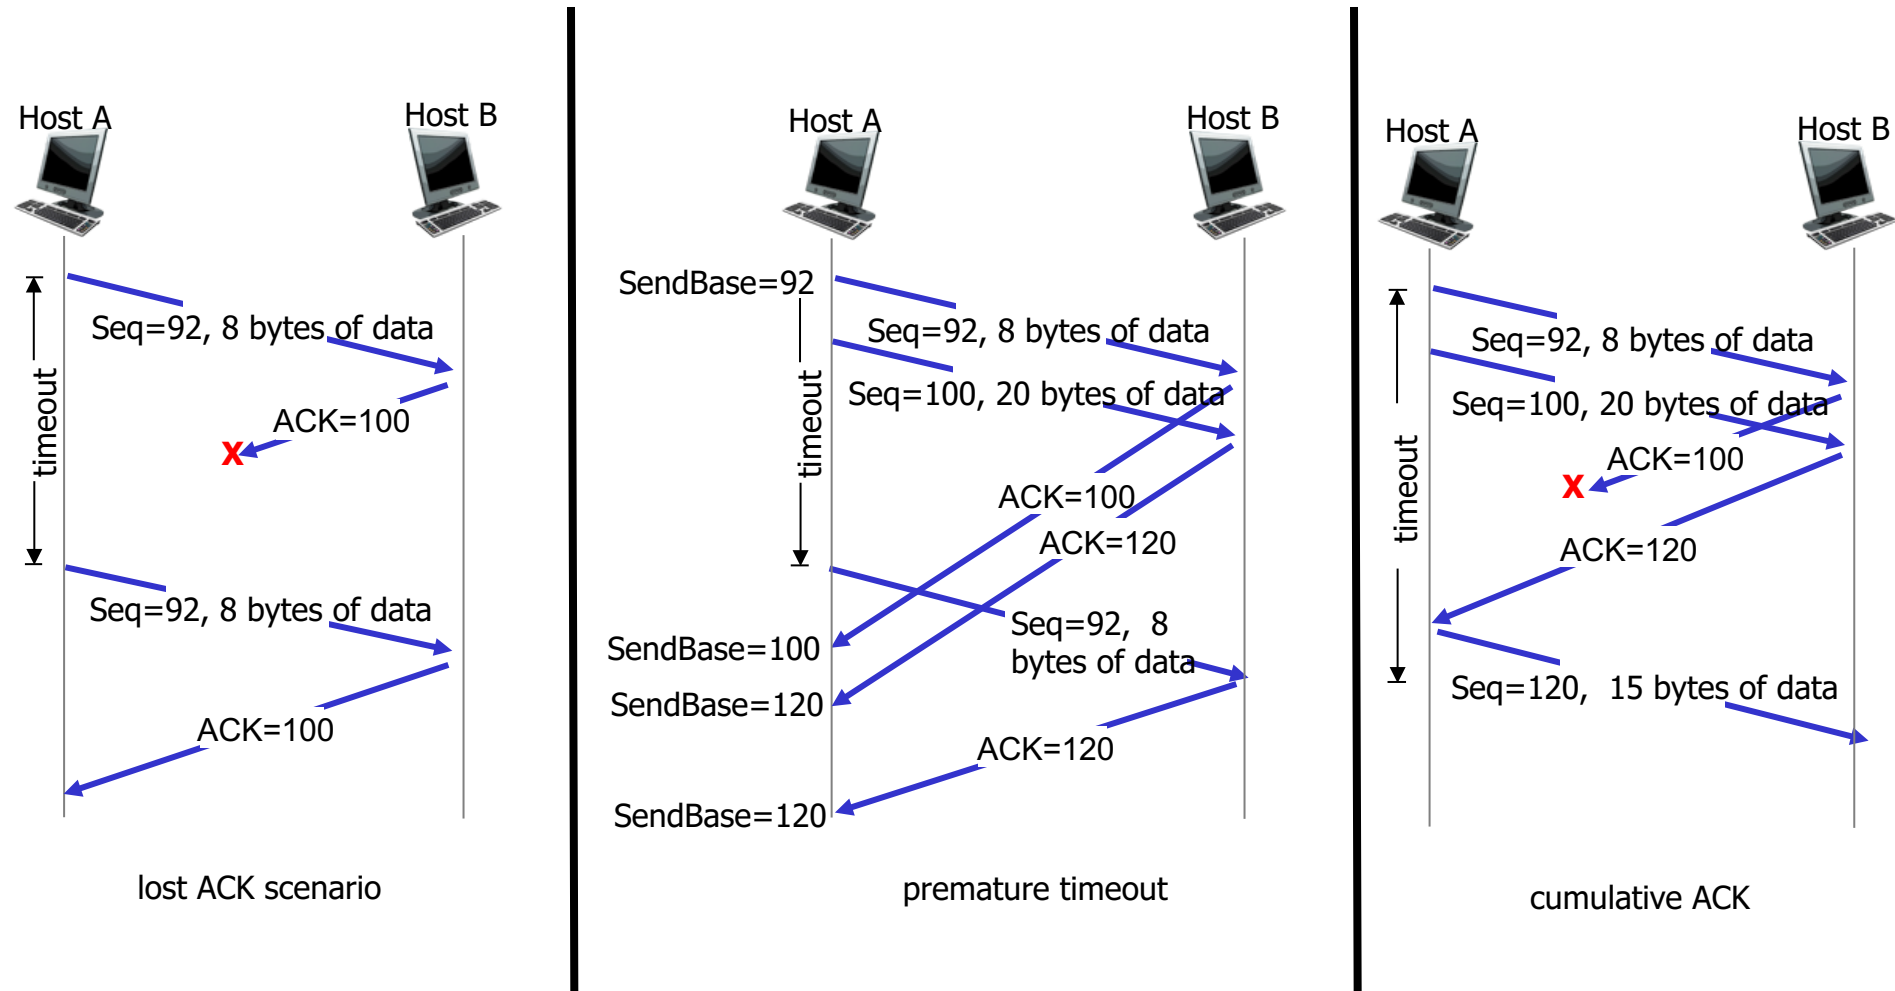 Host A
Host B
timeout
Seq=92, 8 bytes of data
ACK=100
X
Seq=92, 8 bytes of data
ACK=100
lost ACK scenario
Host A
Host B
SendBase=92
timeout
Seq=92, 8 bytes of data
Seq=100, 20 bytes of data
ACK=100
ACK=120
Seq=92, 8
bytes of data
SendBase=100
SendBase=120
ACK=120
SendBase=120
premature timeout
Host A
Host B
timeout
Seq=92, 8 bytes of data
Seq=100, 20 bytes of data
ACK=100
X
ACK=120
Seq=120, 15 bytes of data
cumulative ACK